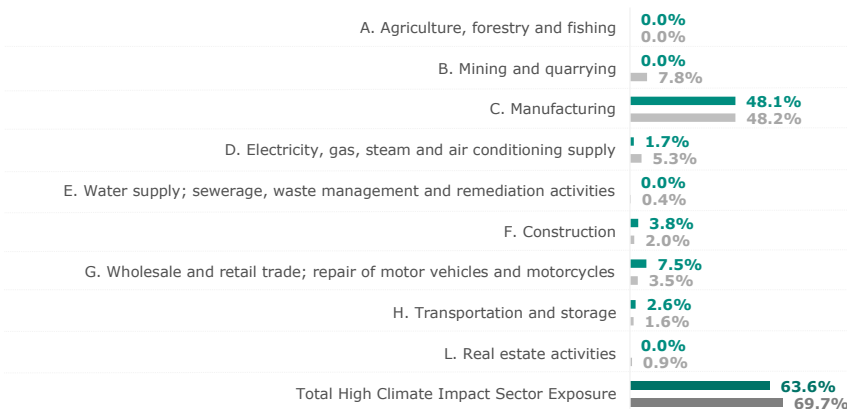 A. Agriculture, forestry and fishing
0.0%
0.0%
B. Mining and quarrying
0.0%
7.8%
C. Manufacturing
48.1%
48.2%
D. Electricity, gas, steam and air conditioning supply
1.7%
5.3%
E. Water supply; sewerage, waste management and remediation activities
0.0%
0.4%
F. Construction
3.8%
2.0%
G. Wholesale and retail trade; repair of motor vehicles and motorcycles
7.5%
3.5%
H. Transportation and storage
2.6%
1.6%
L. Real estate activities
0.0%
0.9%
Total High Climate Impact Sector Exposure
63.6%
69.7%